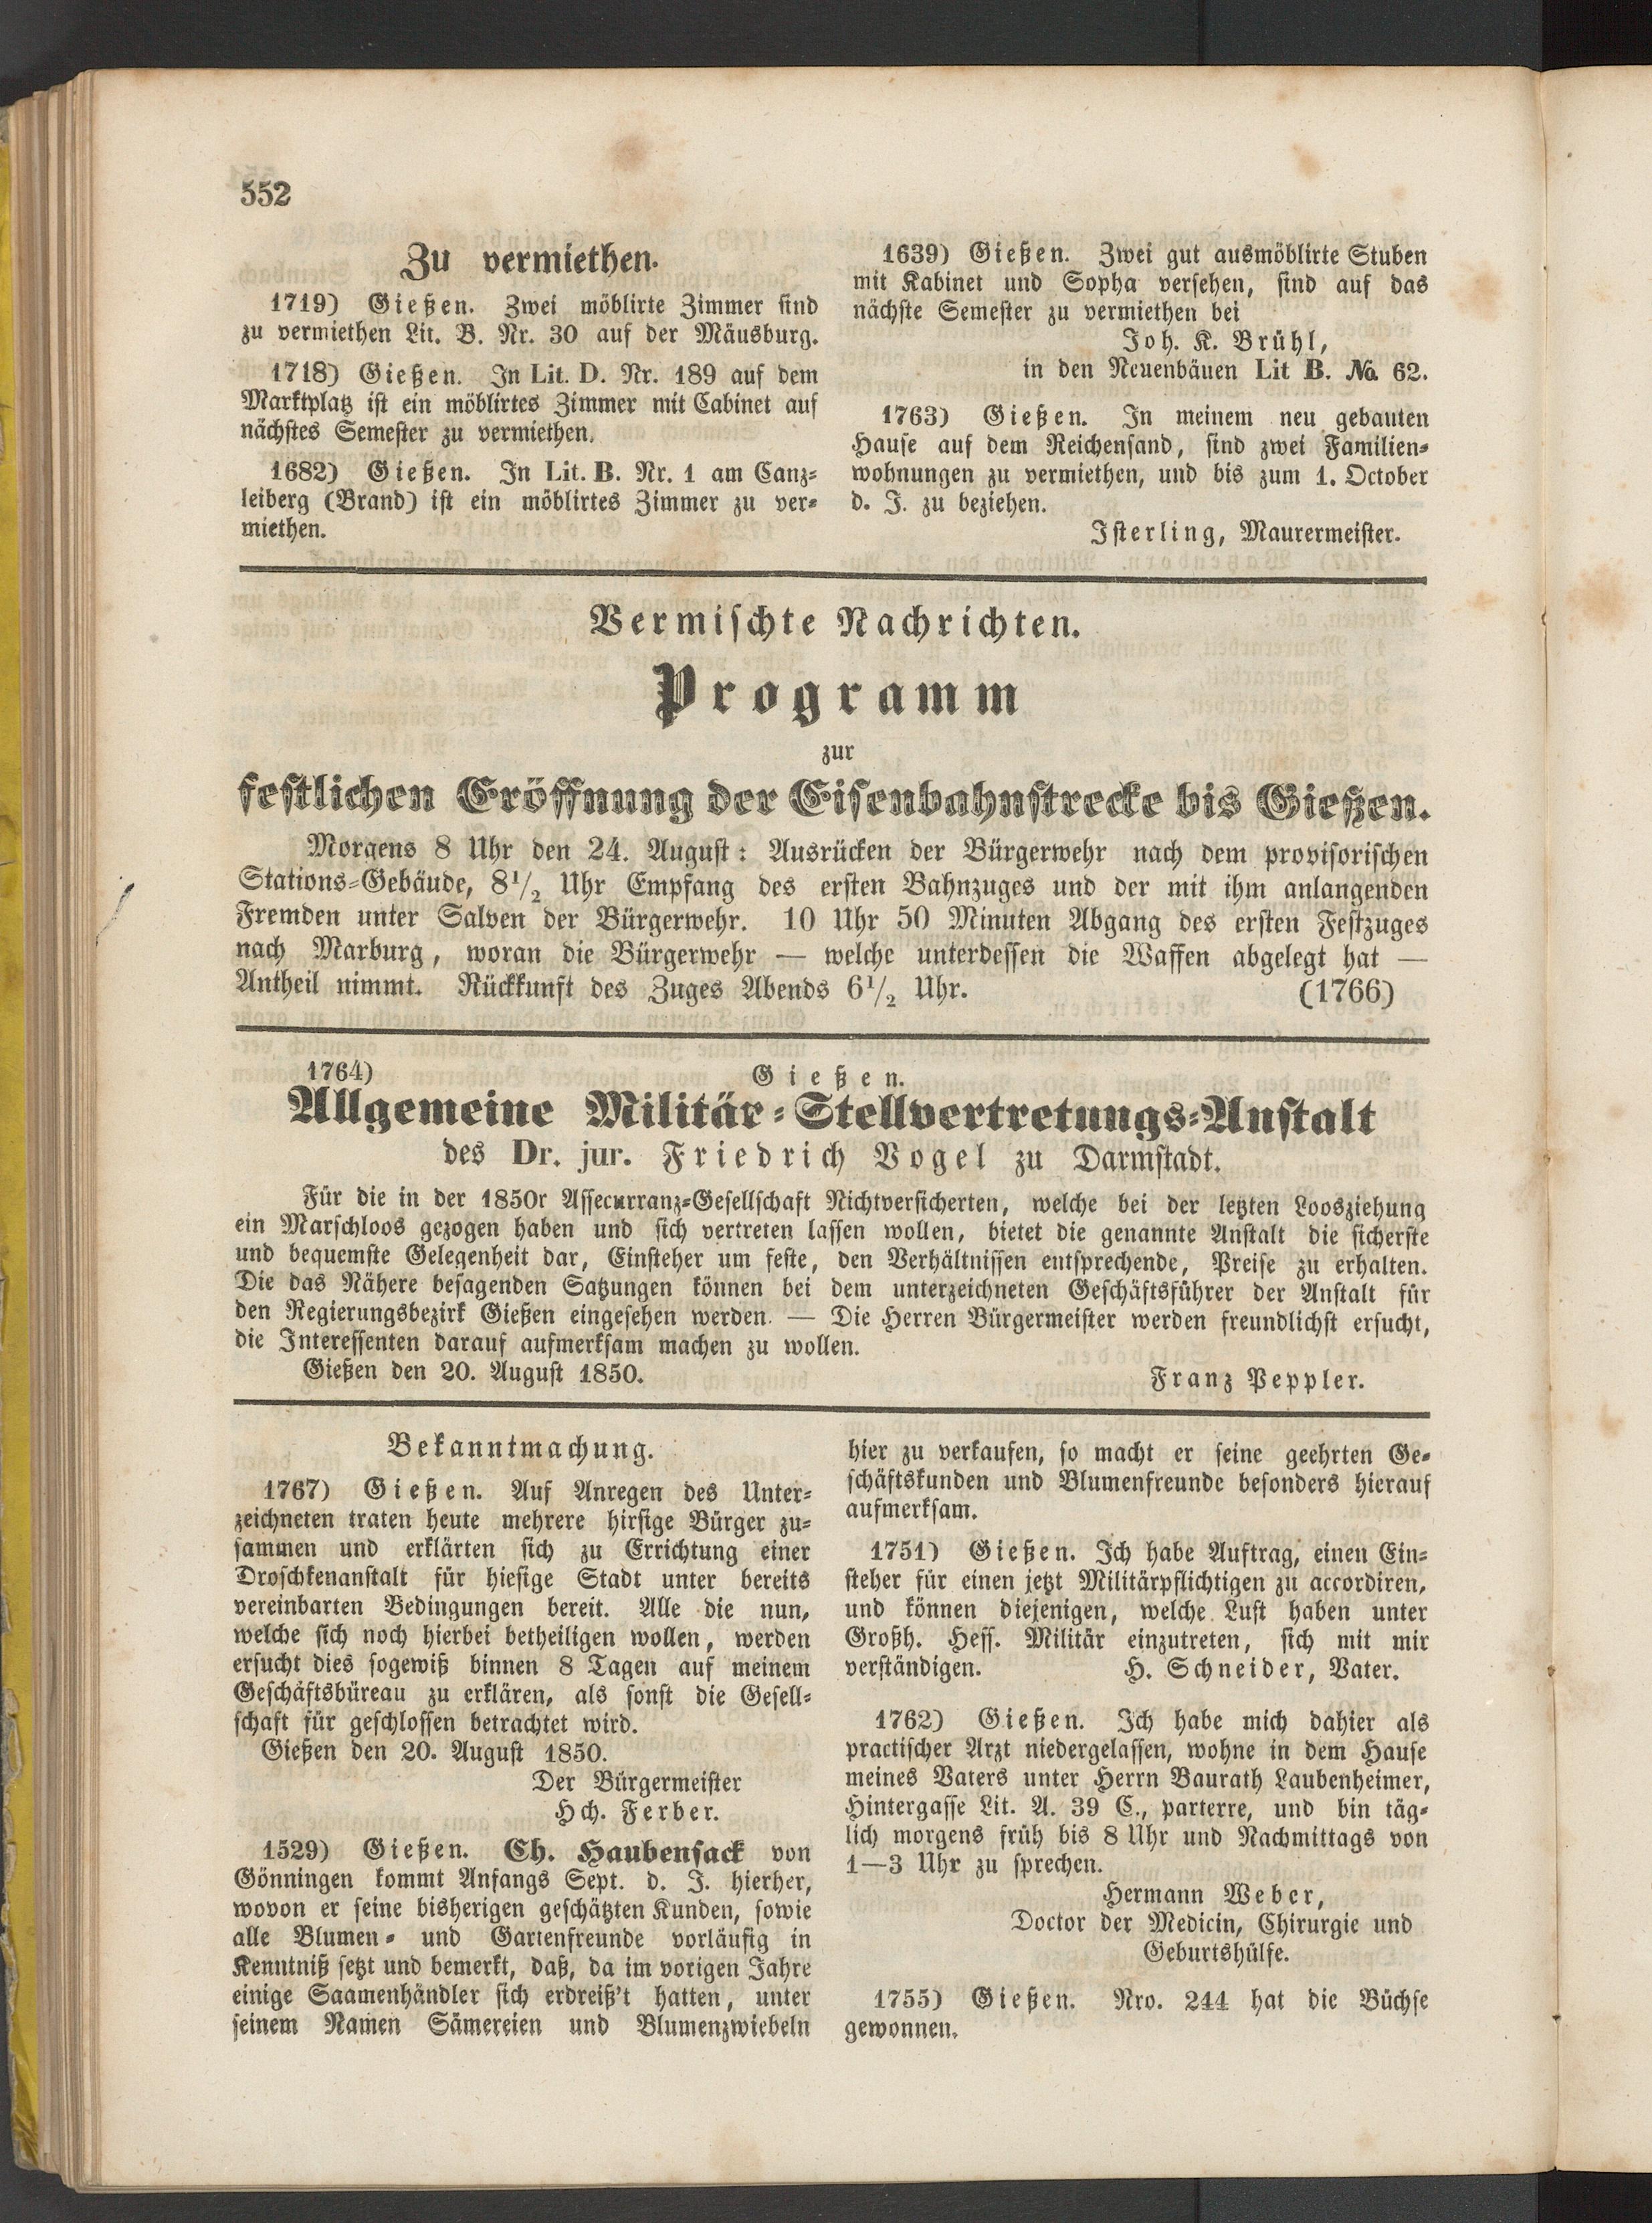 552
Zu vermiethen.
1719) Gießen. Zwei möblirte Zimmer sind
zu vermiethen Lit. B. Nr. 30 auf der Mäusburg.
1718) Gießen. In Lit. D. Nr. 189 auf dem
Marktplatz ist ein möblirtes Zimmer mit Cabinet auf
nächstes Semester zu vermiethen.
1682) Gießen. In Lit. B. Nr. 1 am Canz-
leiberg (Brand) ist ein möblirtes Zimmer zu ver-
miethen.
1639) Gießen. Zwei gut ausmöblirte Stuben
mit Kabinet und Sopha versehen, sind auf das
nächste Semester zu vermiethen bei
Joh. K. Brühl,
in den Neuenbäuen Lit B. No. 62.
1763) Gießen. In meinem neu gebauten
Hause auf dem Reichensand, sind zwei Familien-
wohnungen zu vermiethen, und bis zum 1. October
d. J. zu beziehen.
Isterling, Maurermeister.
Vermischte Nachrichten.
Programm
zur
festlichen Eröffnung der Eisenbahnstrecke bis Gießen.
Morgens 8 Uhr den 24. August: Ausrücken der Bürgerwehr nach dem provisorischen
Stations-Gebäude, 8 1/2 Uhr Empfang des ersten Bahnzuges und der mit ihm anlangenden
Fremden unter Salven der Bürgerwehr. 10 Uhr 50 Minuten Abgang des ersten Festzuges
nach Marburg, woran die Bürgerwehr — welche unterdessen die Waffen abgelegt hat —
Antheil nimmt. Rückkunft des Zuges Abends 6 1/2 Uhr. (1766)
1764) Gießen.
Allgemeine Militär-Stellvertretungs-Anstalt
des Dr. jur. Friedrich Vogel zu Darmstadt.
Für die in der 1850r Assecurranz-Gesellschaft Nichtversicherten, welche bei der letzten Loosziehung
ein Marschloos gezogen haben und sich vertreten lassen wollen, bietet die genannte Anstalt die sicherste
und bequemste Gelegenheit dar, Einsteher um feste, den Verhältnissen entsprechende, Preise zu erhalten.
Die das Nähere besagenden Satzungen können bei dem unterzeichneten Geschäftsführer der Anstalt für
den Regierungsbezirk Gießen eingesehen werden. — Die Herren Bürgermeister werden freundlichst ersucht,
die Interessenten darauf aufmerksam machen zu wollen.
Gießen den 20. August 1850.
Franz Peppler.
Bekanntmachung.
1767) Gießen. Auf Anregen des Unter-
zeichneten traten heute mehrere hirsige Bürger zu-
sammen und erklärten sich zu Errichtung einer
Droschkenanstalt für hiesige Stadt unter bereits
vereinbarten Bedingungen bereit. Alle die nun,
welche sich noch hierbei betheiligen wollen, werden
ersucht dies sogewiß binnen 8 Tagen auf meinem
Geschäftsbüreau zu erklären, als sonst die Gesell-
schaft für geschlossen betrachtet wird.
Gießen den 20. August 1850.
Der Bürgermeister
Hch. Ferber.
1529) Gießen. Ch. Haubensack von
Gönningen kommt Anfangs Sept. d. J. hierher,
wovon er seine bisherigen geschätzten Kunden, sowie
alle Blumen- und Gartenfreunde vorläufig in
Kenntniß setzt und bemerkt, daß, da im vorigen Jahre
einige Saamenhändler sich erdreiß't hatten, unter
seinem Namen Sämereien und Blumenzwiebeln
hier zu verkaufen, so macht er seine geehrten Ge-
schäftskunden und Blumenfreunde besonders hierauf
aufmerksam.
1751) Gießen. Ich habe Auftrag, einen Ein-
steher für einen jetzt Militärpflichtigen zu accordiren,
und können diejenigen, welche Lust haben unter
Großh. Hess. Militär einzutreten, sich mit mir
verständigen. H. Schneider, Vater.
1762) Gießen. Ich habe mich dahier als
practischer Arzt niedergelassen, wohne in dem Hause
meines Vaters unter Herrn Baurath Laubenheimer,
Hintergasse Lit. A. 39 C., parterre, und bin täg-
lich morgens früh bis 8 Uhr und Nachmittags von
1—3 Uhr zu sprechen.
Hermann Weber,
Doctor der Medicin, Chirurgie und
Geburtshülfe.
1755) Gießen. Nro. 244 hat die Büchse
gewonnen.